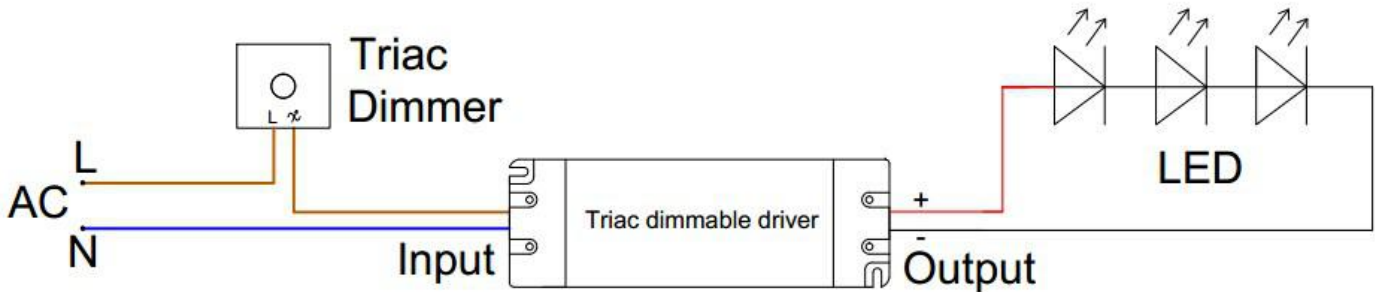 Triac
Dimmer
L
L
AC
N
Input
Triac dimmable driver
+
-
Output
LED